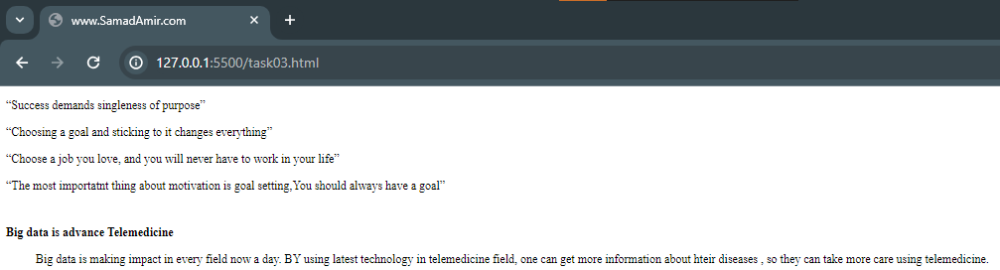 www.SamadAmir.com
127.0.0.1:5500/task03.html
“Success demands singleness of purpose”
“Choosing a goal and sticking to it changes everything”
“Choose a job you love, and you will never have to work in your life”
“The most importatnt thing about motivation is goal setting,You should always have a goal”
Big data is advance Telemedicine
Big data is making impact in every field now a day. BY using latest technology in telemedicine field, one can get more information about hteir diseases , so they can take more care using telemedicine.